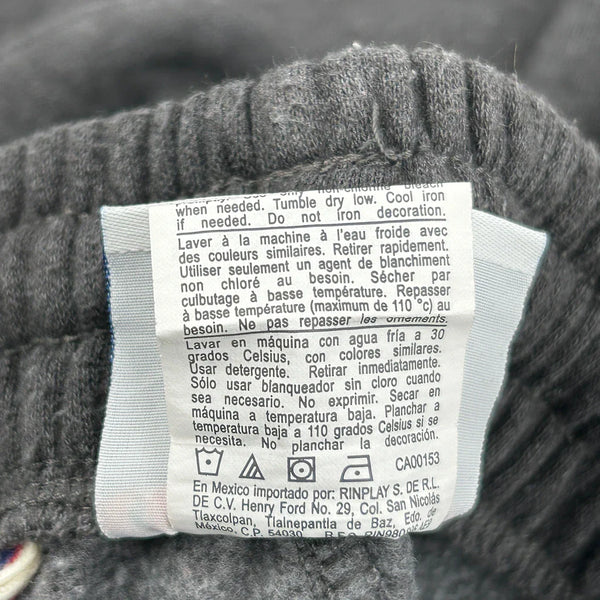 non-chlorine bleach
when needed. Tumble dry low. Cool iron
if needed. Do not iron decoration.
Laver à la machine à l'eau froide avec
des couleurs similaires. Retirer rapidement.
Utiliser seulement un agent de blanchiment
non chloré au besoin. Sécher par
culbutage à basse température. Repasser
à basse température (maximum de 110 °c) au
besoin. Ne pas repasser les ornements.
Lavar en máquina con agua fría a 30
grados Celsius, con colores similares.
Usar detergente. Retirar inmediatamente.
Sólo usar blanqueador sin cloro cuando
sea necesario. No exprimir. Secar en
máquina a temperatura baja. Planchar a
temperatura baja a 110 grados Celsius si se
necesita. No planchar la decoración.
CA00153
En Mexico importado por: RINPLAY S. DE R.L.
DE C.V. Henry Ford No. 29, Col. San Nicolás
Tlaxcolpan, Tlalnepantla de Baz, Edo. de
México, C.P. 54030